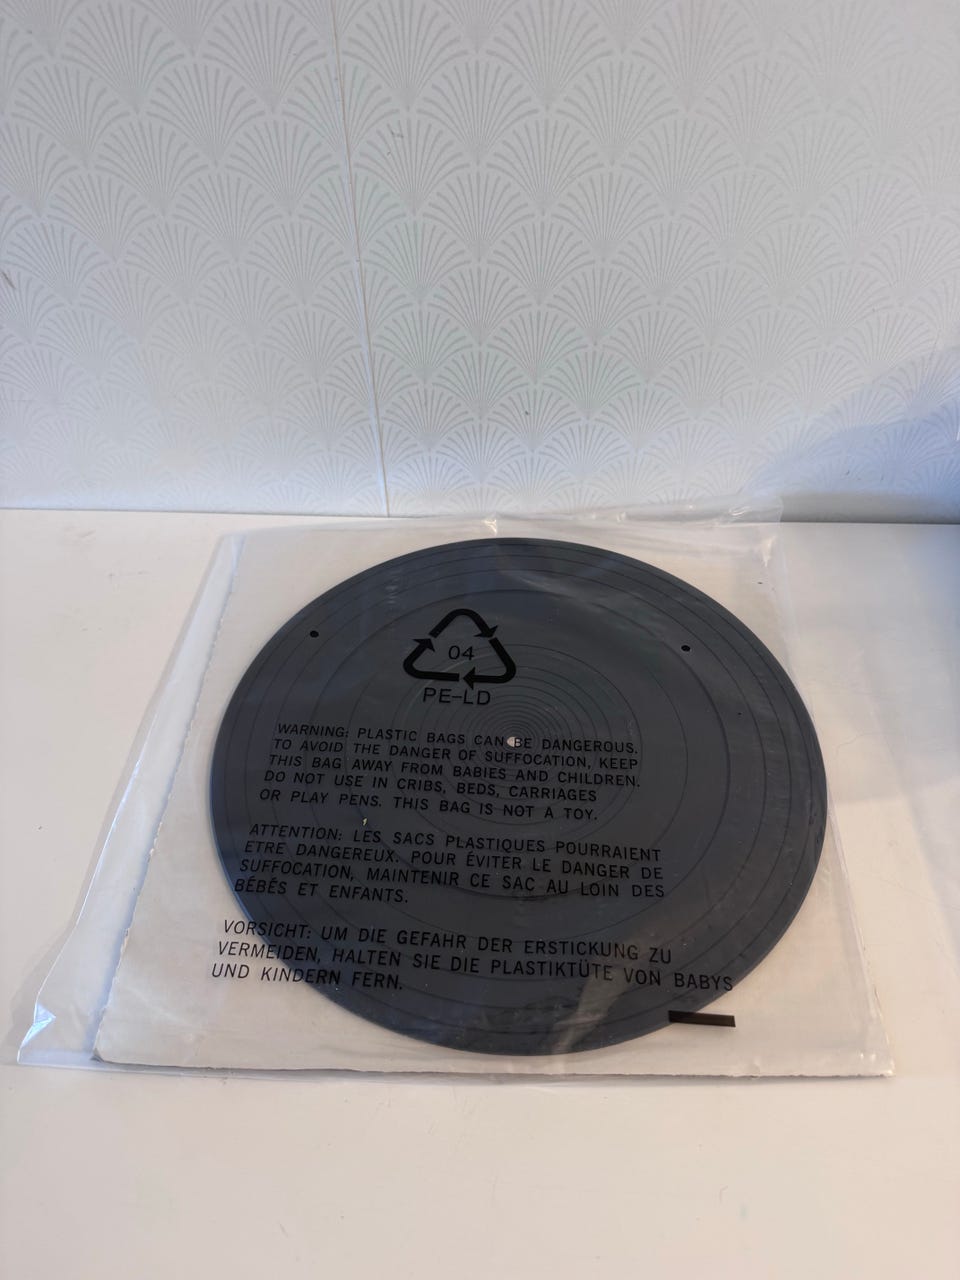 04
PE-LD
WARNING: PLASTIC BAGS CAN BE DANGEROUS.
TO AVOID THE DANGER OF SUFFOCATION, KEEP
THIS BAG AWAY FROM BABIES AND CHILDREN.
DO NOT USE IN CRIBS, BEDS, CARRIAGES
OR PLAY PENS. THIS BAG IS NOT A TOY.
ATTENTION: LES SACS PLASTIQUES POURRAIENT
ETRE DANGEREUX. POUR ÉVITER LE DANGER DE
SUFFOCATION, MAINTENIR CE SAC AU LOIN DES
BÉBÉS ET ENFANTS.
VORSICHT: UM DIE GEFAHR DER ERSTICKUNG ZU
VERMEIDEN, HALTEN SIE DIE PLASTIKTÜTE VON BABYS
UND KINDERN FERN.